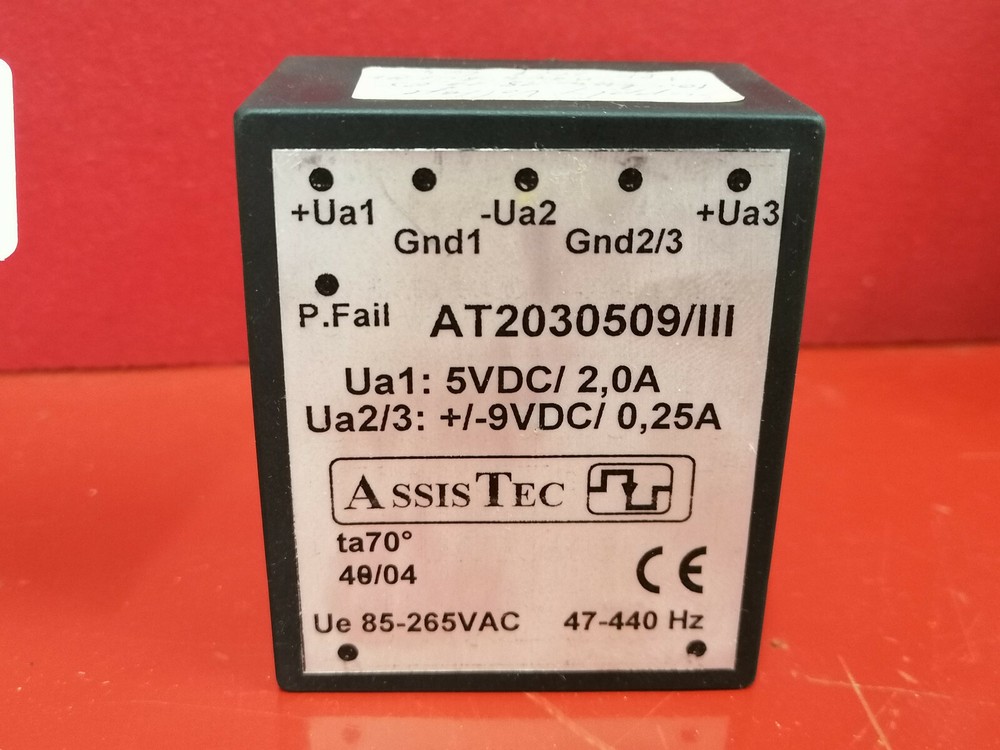 +Ua1 -Ua2 +Ua3
Gnd1 Gnd2/3
P.Fail
AT2030509/III
Ua1: 5VDC/ 2,0A
Ua2/3: +/-9VDC/ 0,25A
ASSISTEC
ta70°
40/04
CE
Ue 85-265VAC 47-440 Hz